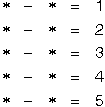 * - * = 1
* - * = 2
* - * = 3
* - * = 4
* - * = 5